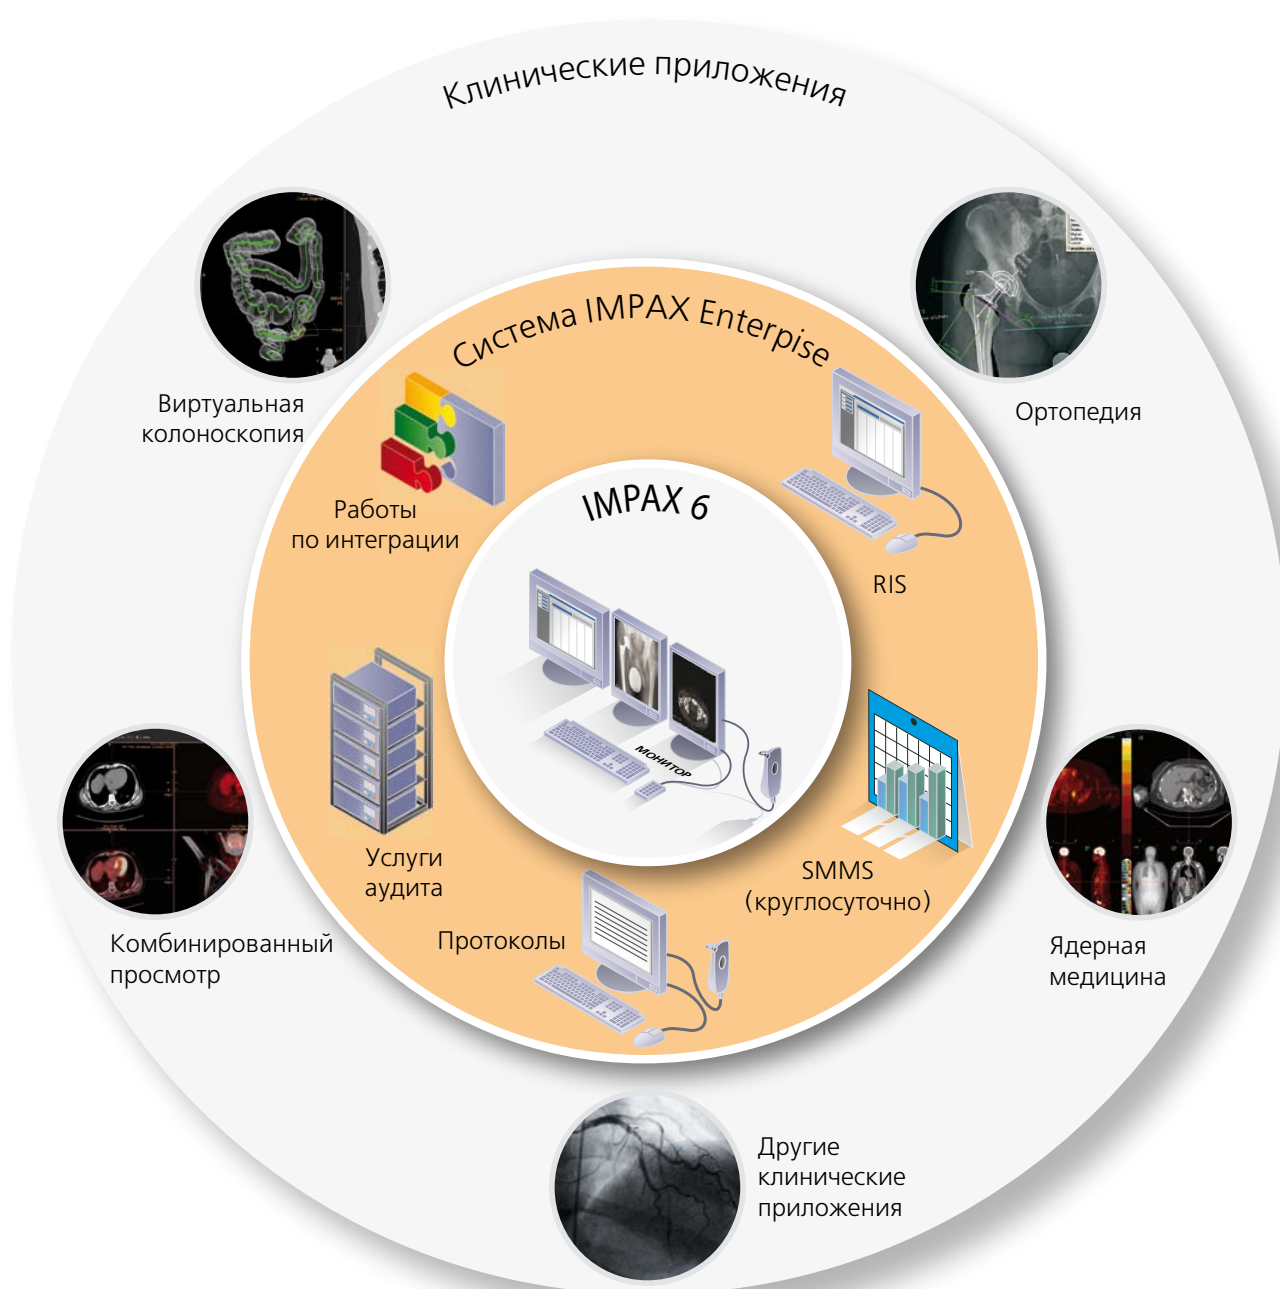 Клинические приложения
Виртуальная
колоноскопия
Ортопедия
Система IMPAX Enterpise
Работы
по интеграции
RIS
IMPAX 6
МОНИТОР
Услуги
аудита
SMMS
(круглосуточно)
Протоколы
Комбинированный
просмотр
Ядерная
медицина
Другие
клинические
приложения